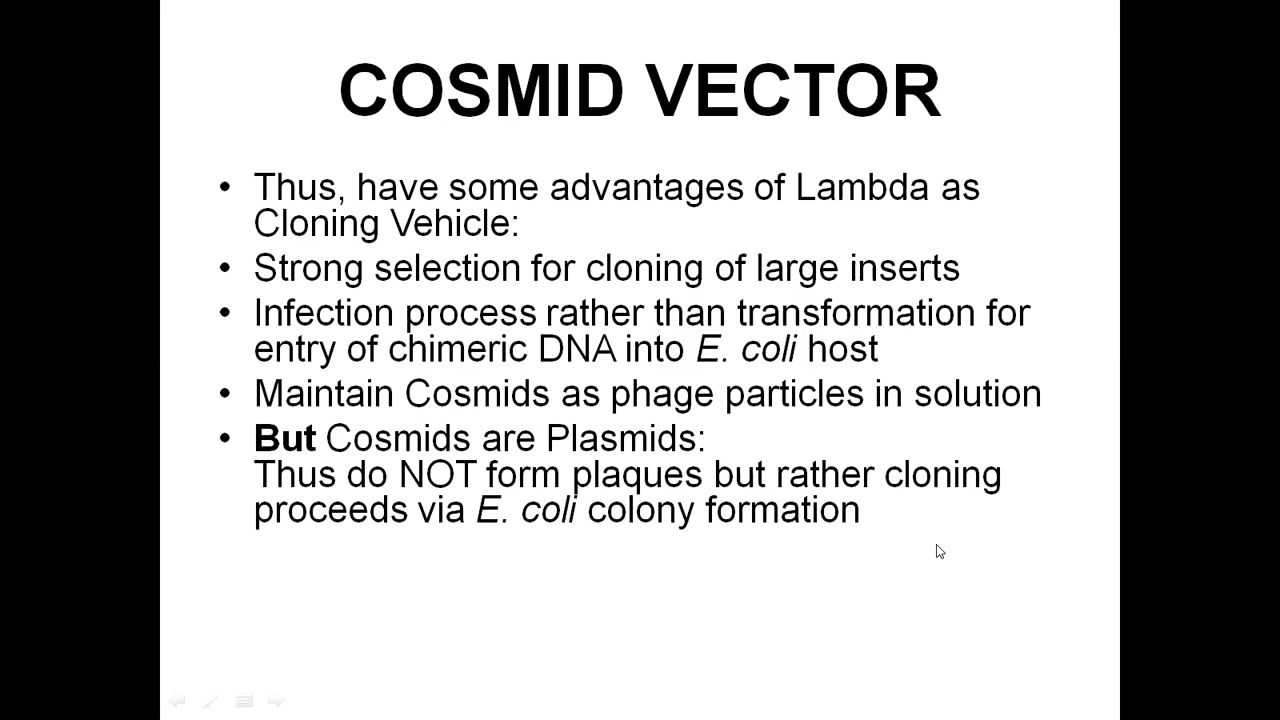 COSMID VECTOR
• Thus, have some advantages of Lambda as
Cloning Vehicle:
• Strong selection for cloning of large inserts
• Infection process rather than transformation for
entry of chimeric DNA into E. coli host
• Maintain Cosmids as phage particles in solution
• But Cosmids are Plasmids:
Thus do NOT form plaques but rather cloning
proceeds via E. coli colony formation